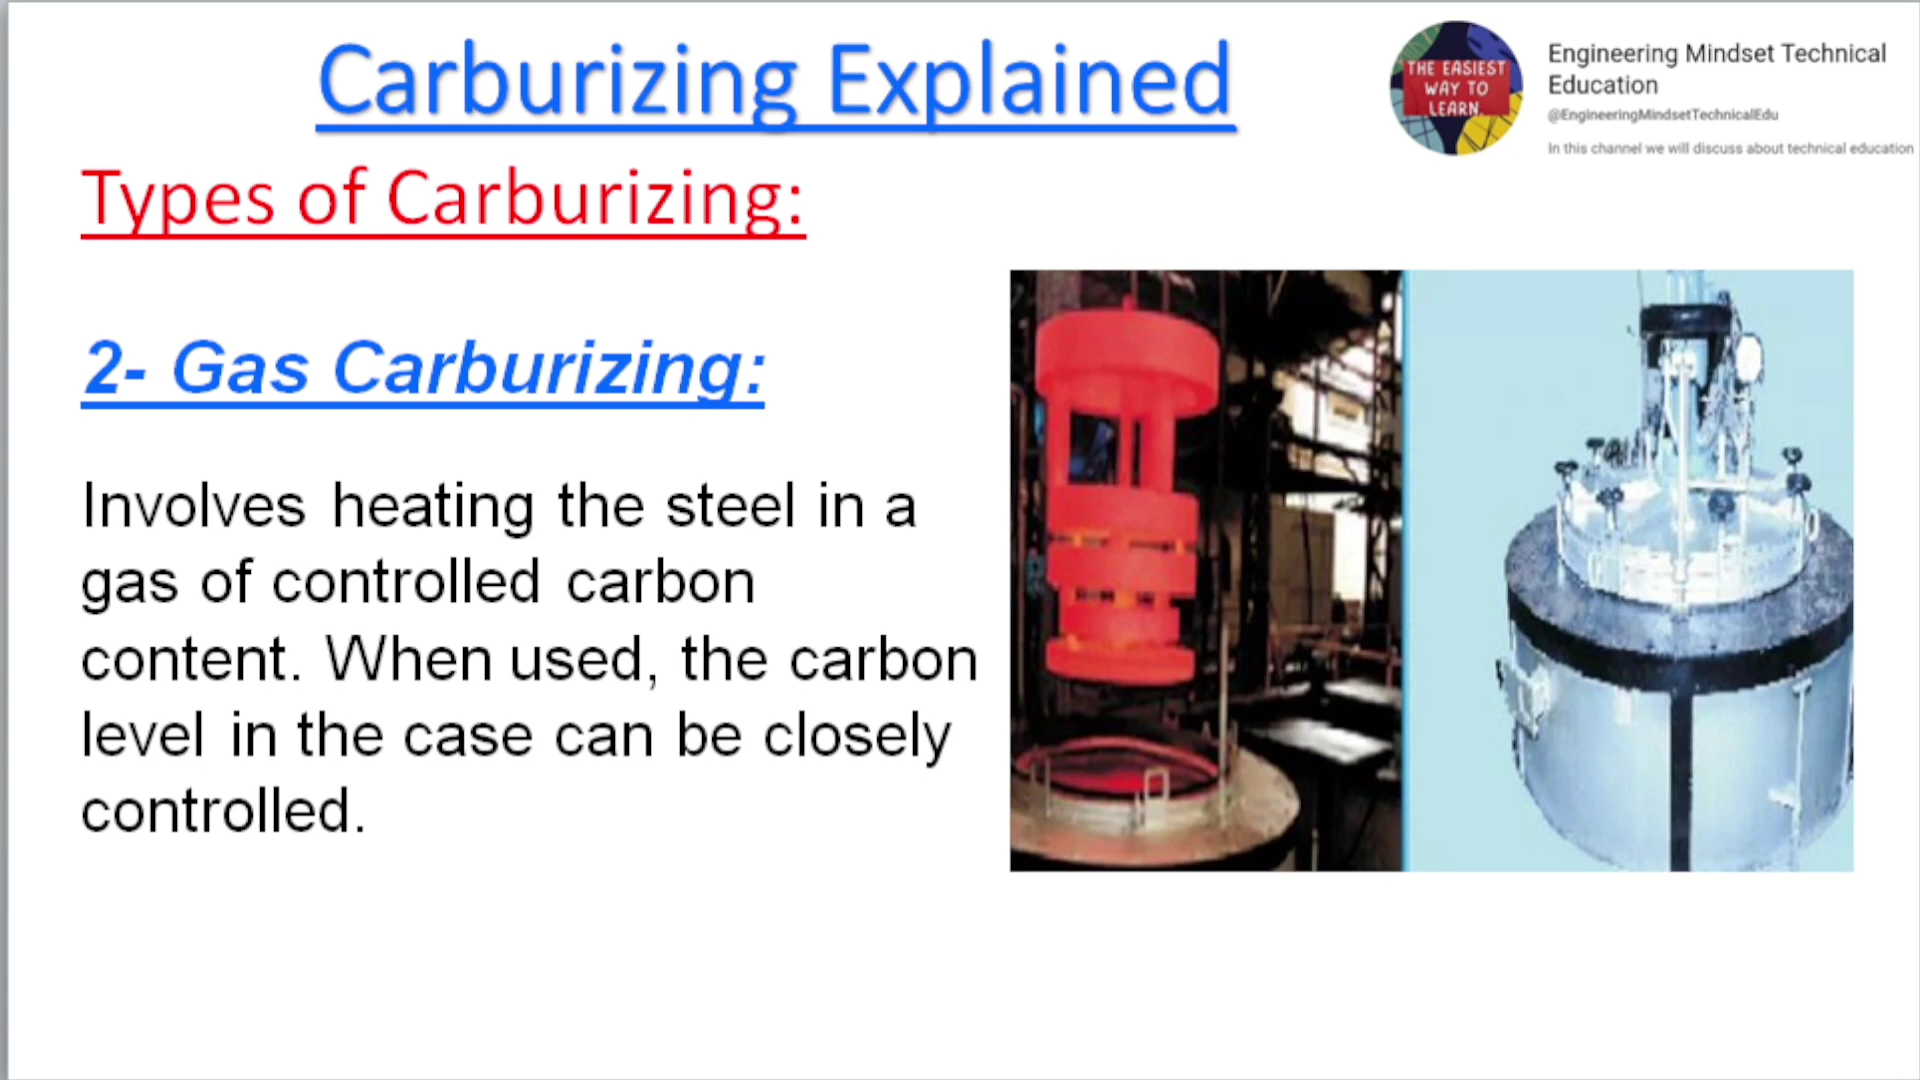 Carburizing Explained
THE EASIEST
WAY TO
LEARN.
Engineering Mindset Technical
Education
@EngineeringMindsetTechnicalEdu
In this channel we will discuss about technical education
Types of Carburizing:
2- Gas Carburizing:
Involves heating the steel in a
gas of controlled carbon
content. When used, the carbon
level in the case can be closely
controlled.